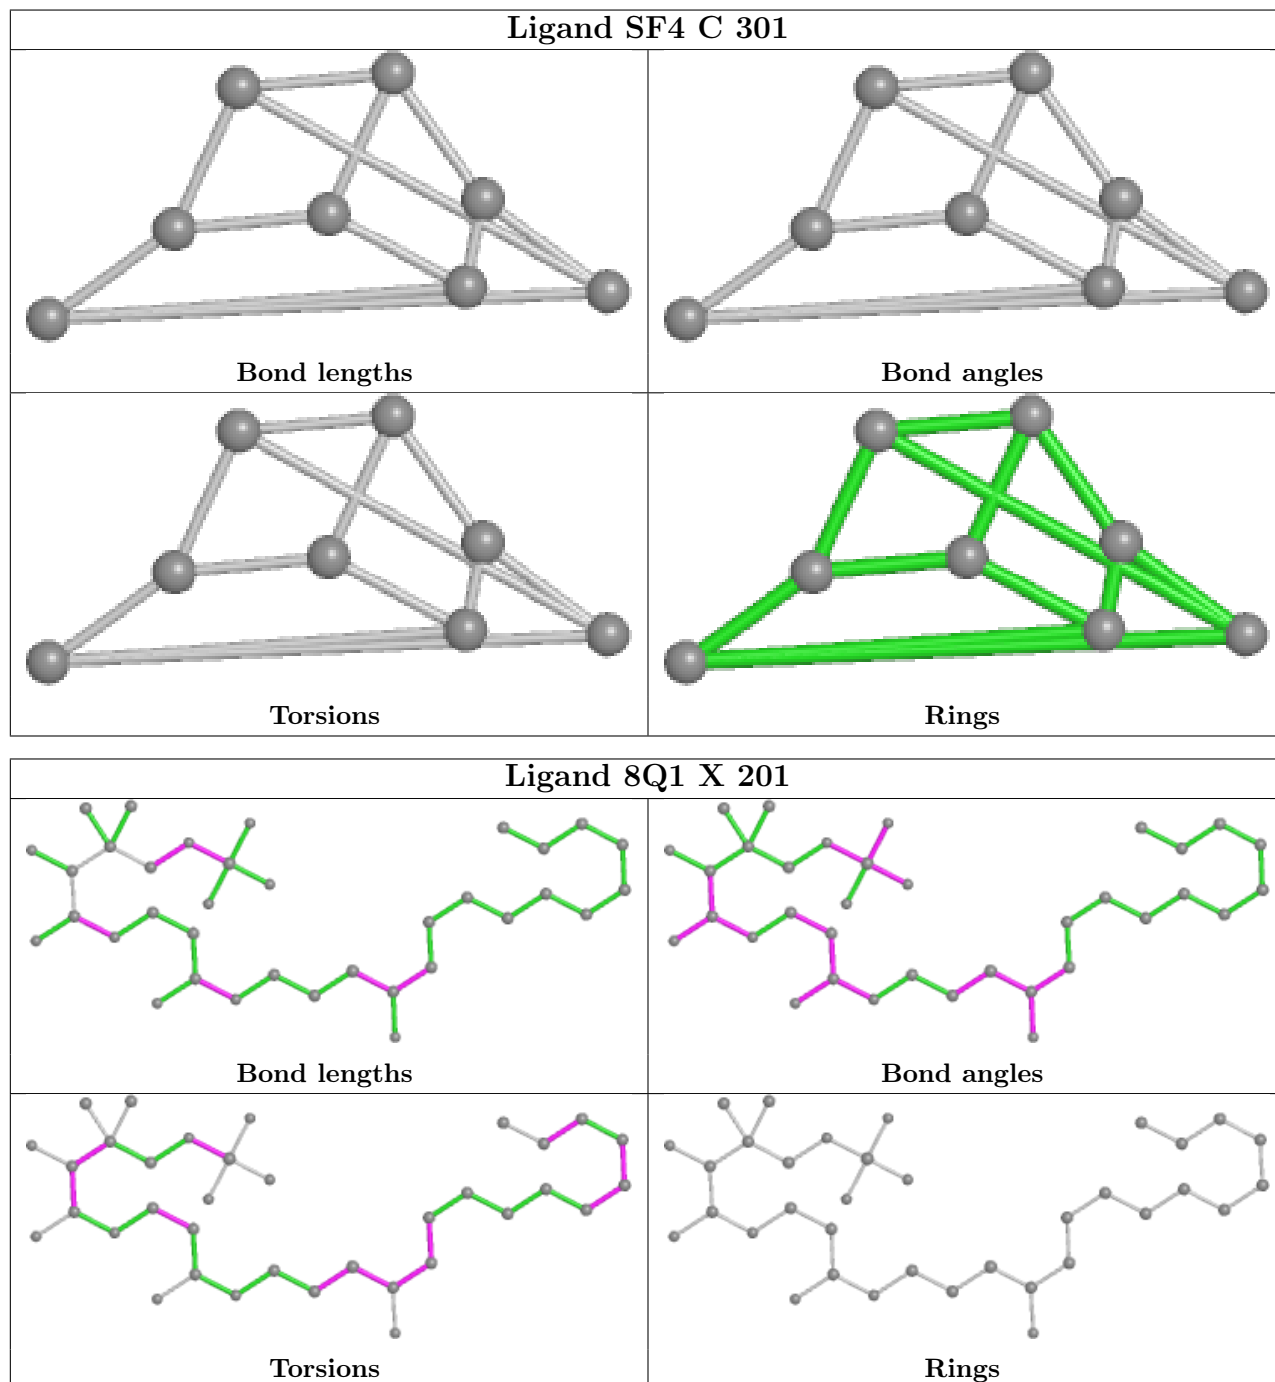 Ligand SF4 C 301
Bond lengths
Bond angles
Torsions
Rings
Ligand 8Q1 X 201
Bond lengths
Bond angles
Torsions
Rings